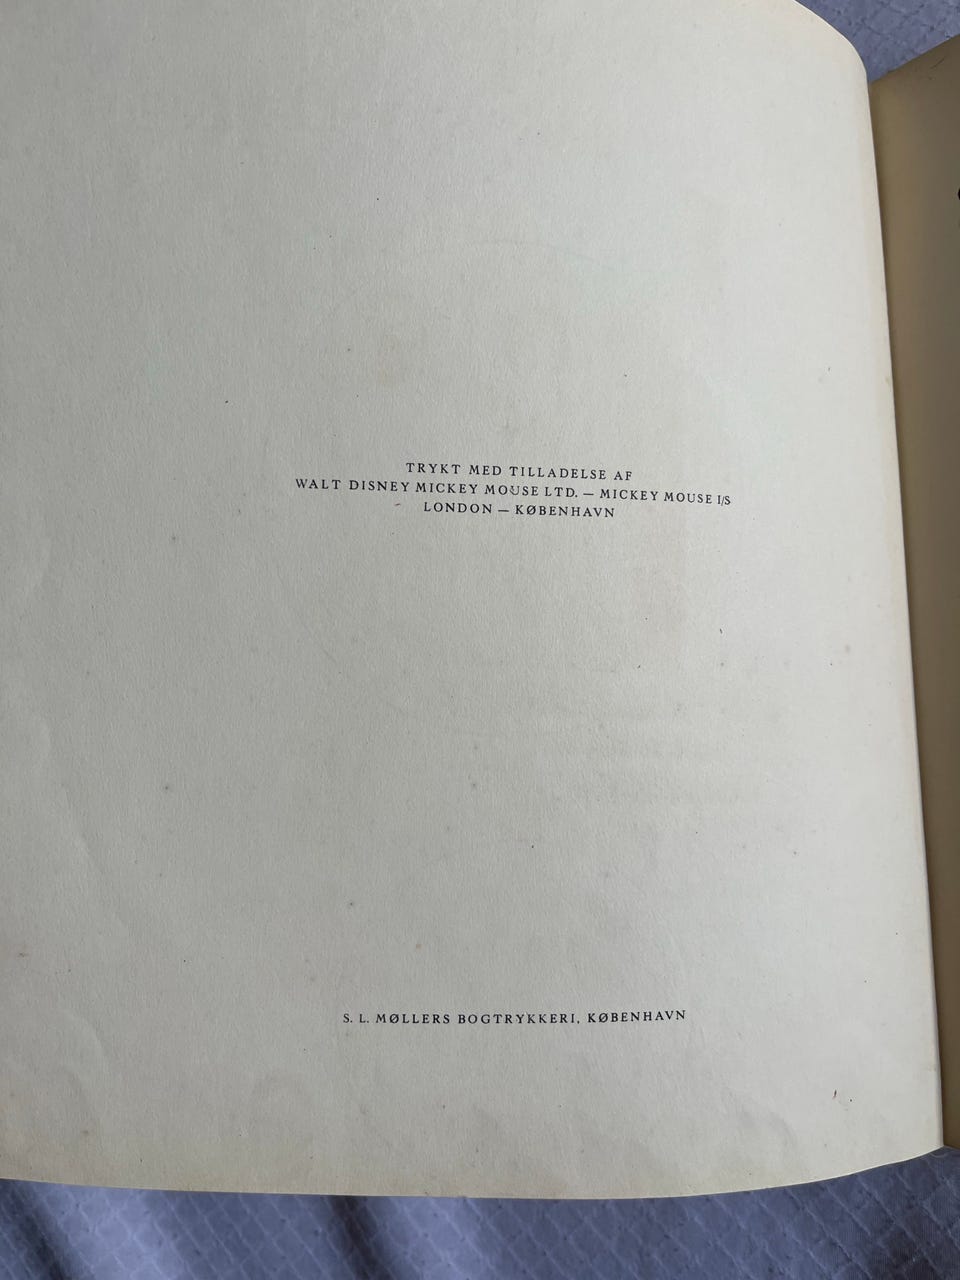 TRYKT MED TILLADELSE AF
WALT DISNEY MICKEY MOUSE LTD. — MICKEY MOUSE I/S
LONDON — KØBENHAVN
S. L. MØLLERS BOGTRYKKERI, KØBENHAVN